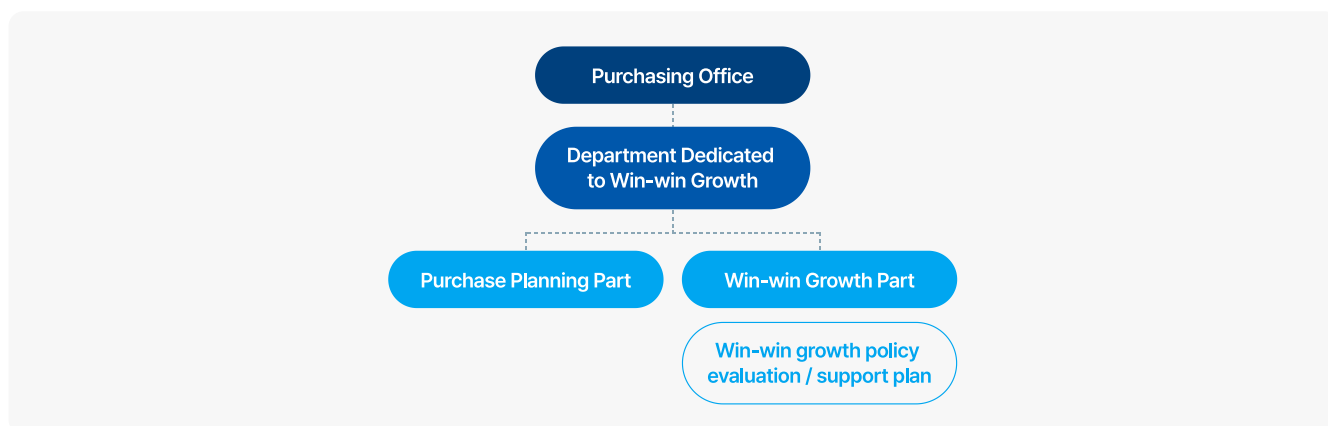 Purchasing Office
Department Dedicated
to Win-win Growth
Purchase Planning Part
Win-win Growth Part
Win-win growth policy
evaluation / support plan